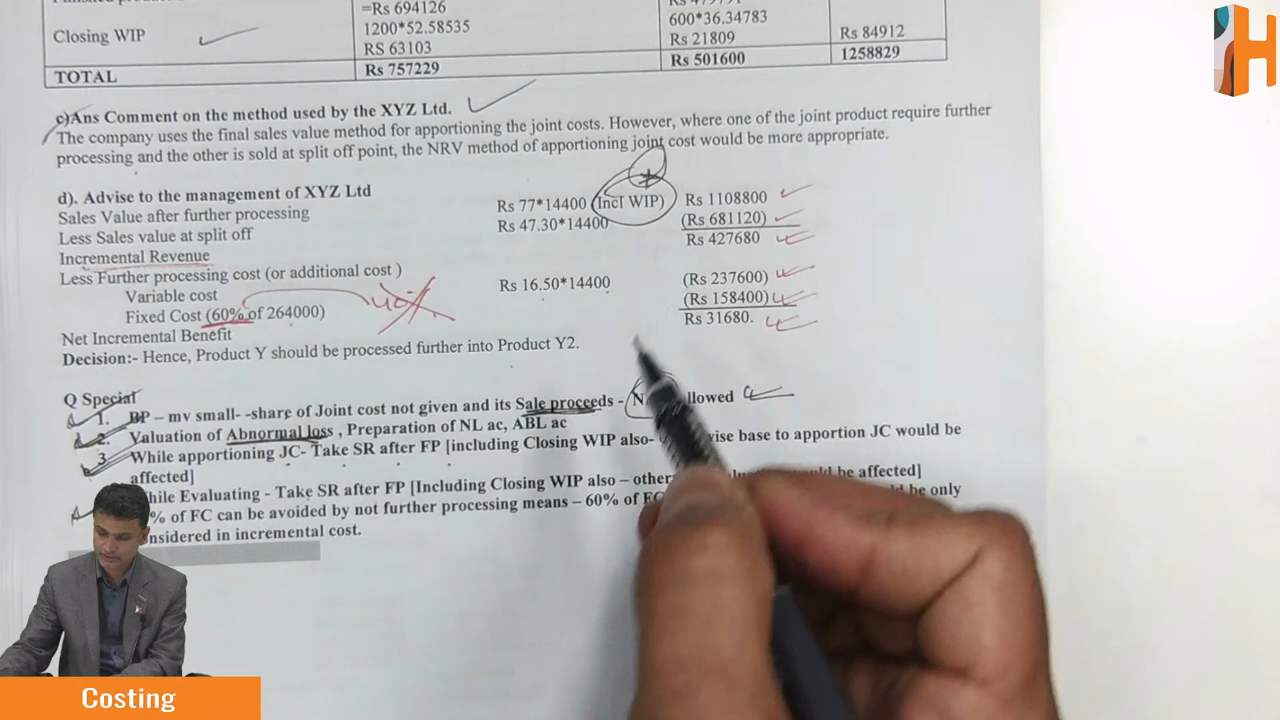 =Rs 694126
Closing WIP 1200*52.58535 600*36.34783
RS 63103 Rs 21809 Rs 84912
TOTAL Rs 757229 Rs 501600 1258829
c)Ans Comment on the method used by the XYZ Ltd.
The company uses the final sales value method for apportioning the joint costs. However, where one of the joint product require further
processing and the other is sold at split off point, the NRV method of apportioning joint cost would be more appropriate.
d). Advise to the management of XYZ Ltd
Sales Value after further processing Rs 77*14400 (Incl WIP) Rs 1108800
Less Sales value at split off Rs 47.30*14400 (Rs 681120)
Incremental Revenue Rs 427680
Less Further processing cost (or additional cost )
Variable cost Rs 16.50*14400 (Rs 237600)
Fixed Cost (60% of 264000) 40% (Rs 158400)
Net Incremental Benefit Rs 31680.
Decision:- Hence, Product Y should be processed further into Product Y2.
Q Special
1. BP – mv small- -share of Joint cost not given and its Sale proceeds - llowed
2. Valuation of Abnormal loss , Preparation of NL ac, ABL ac
3. While apportioning JC- Take SR after FP [including Closing WIP also- wise base to apportion JC would be
affected]
hile Evaluating - Take SR after FP [Including Closing WIP also – other be affected]
% of FC can be avoided by not further processing means – 60% of FC be only
nsidered in incremental cost.
Costing
H